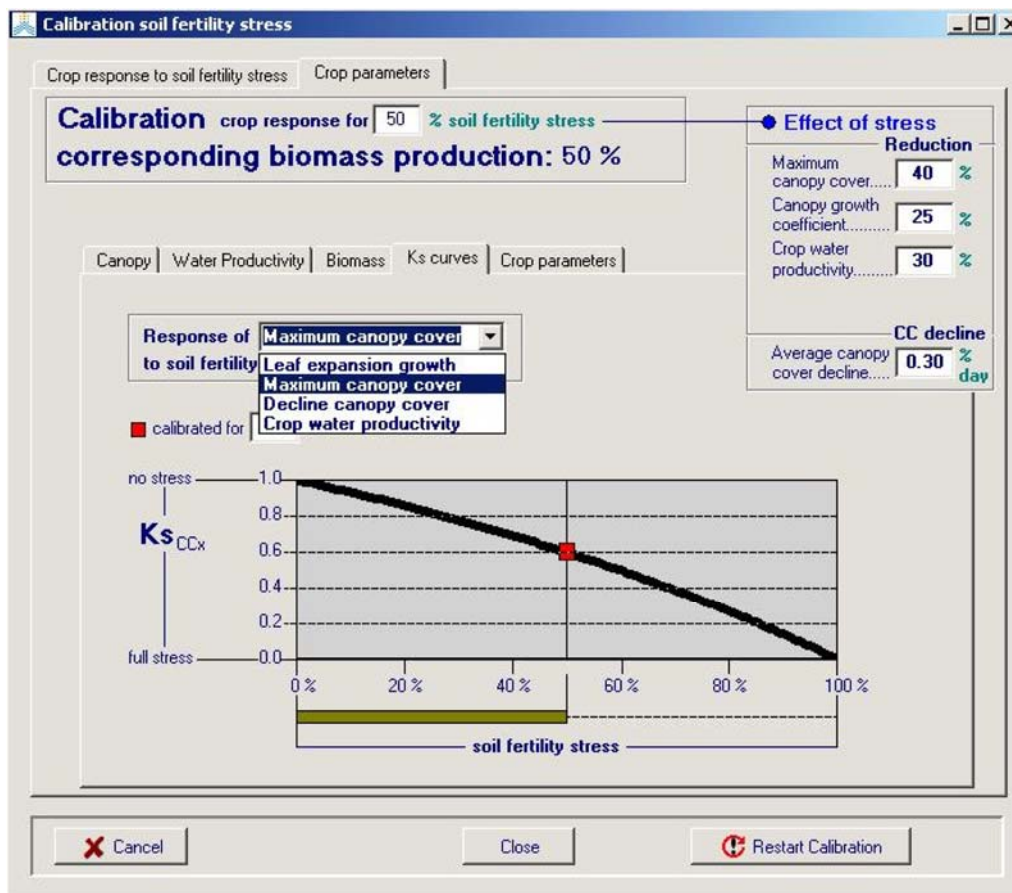 Calibration soil fertility stress
Crop response to soil fertility stress Crop parameters
Calibration crop response for 50 % soil fertility stress
corresponding biomass production: 50 %
Effect of stress
Reduction
Maximum
canopy cover..... 40 %
Canopy growth
coefficient.......... 25 %
Crop water
productivity......... 30 %
CC decline
Average canopy
cover decline..... 0.30 %
day
Canopy Water Productivity Biomass Ks curves Crop parameters
Response of Maximum canopy cover
to soil fertility
Leaf expansion growth
Maximum canopy cover
Decline canopy cover
Crop water productivity
calibrated for
no stress 1.0
0.8
Ks CCx
0.6
0.4
0.2
full stress 0.0
0 % 20 % 40 % 60 % 80 % 100 %
soil fertility stress
Cancel Close Restart Calibration